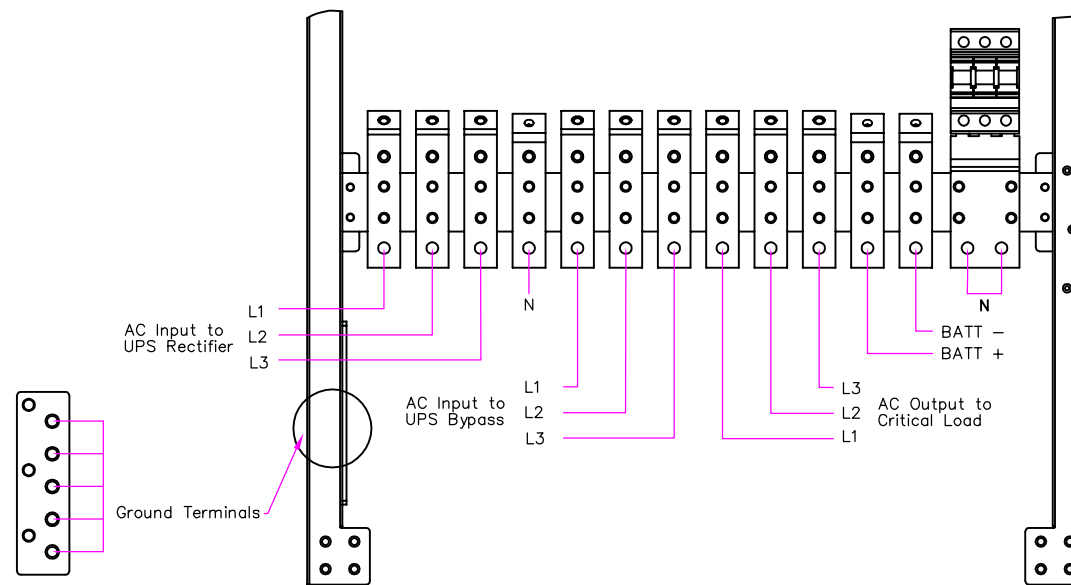 N
N
L1
AC Input to
UPS Rectifier
L2
L3
BATT –
BATT +
L1
AC Input to
UPS Bypass
L2
L3
L3
L2
L1
AC Output to
Critical Load
Ground Terminals